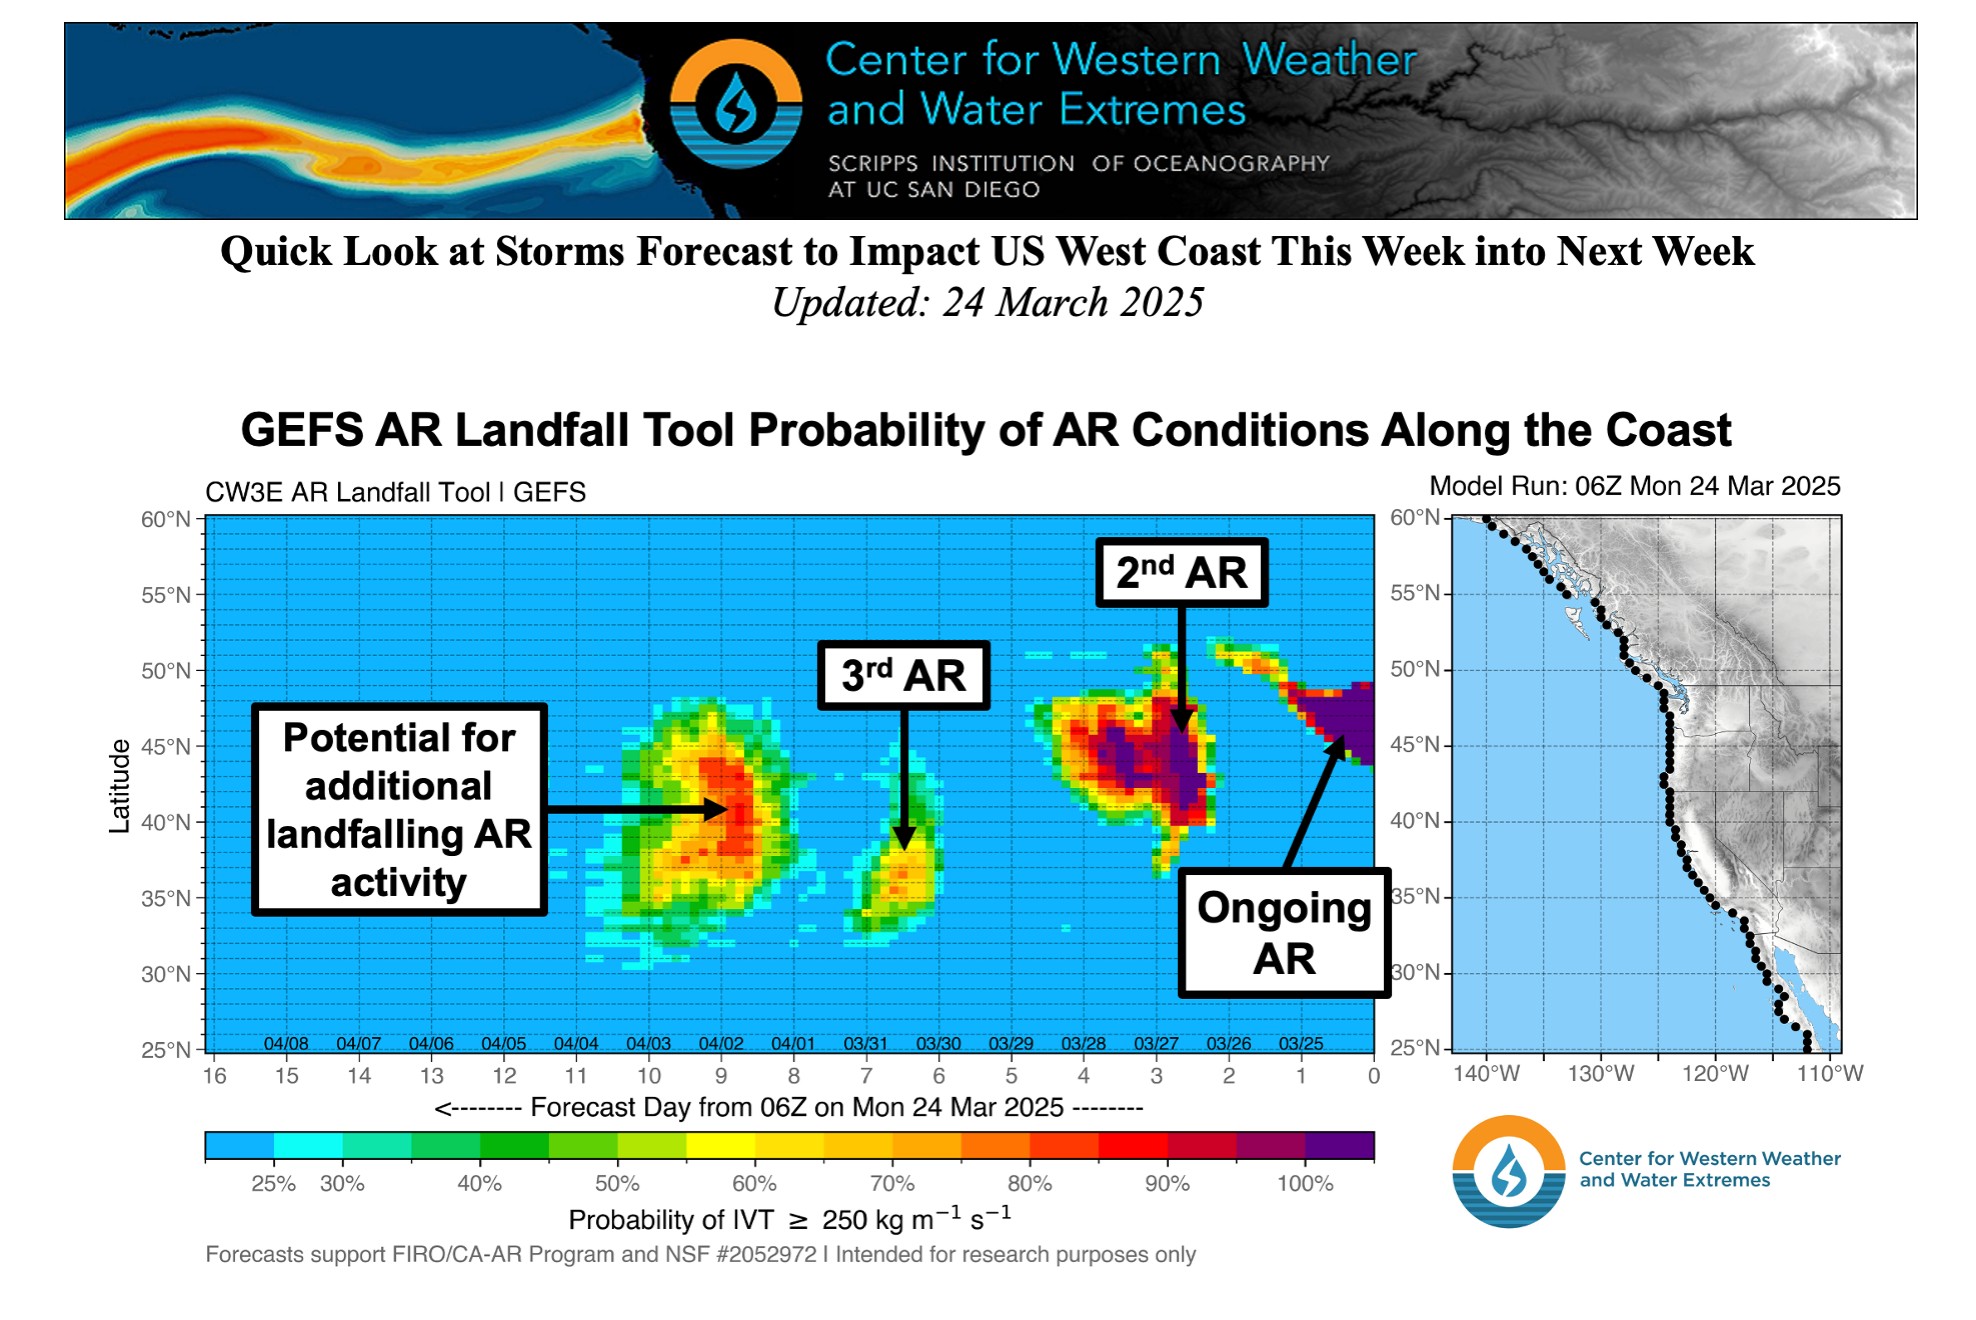 Center for Western Weather
and Water Extremes
SCRIPPS INSTITUTION OF OCEANOGRAPHY
AT UC SAN DIEGO
Quick Look at Storms Forecast to Impact US West Coast This Week into Next Week
Updated: 24 March 2025
GEFS AR Landfall Tool Probability of AR Conditions Along the Coast
CW3E AR Landfall Tool | GEFS
Model Run: 06Z Mon 24 Mar 2025
60°N
55°N
50°N
45°N
40°N
35°N
30°N
25°N
Latitude
Potential for
additional
landfalling AR
activity
3rd AR
2nd AR
Ongoing
AR
04/08 04/07 04/06 04/05 04/04 04/03 04/02 04/01 03/31 03/30 03/29 03/28 03/27 03/26 03/25
16 15 14 13 12 11 10 9 8 7 6 5 4 3 2 1 0
<-------- Forecast Day from 06Z on Mon 24 Mar 2025 --------
60°N
55°N
50°N
45°N
40°N
35°N
30°N
25°N
140°W 130°W 120°W 110°W
25% 30% 40% 50% 60% 70% 80% 90% 100%
Probability of IVT ≥ 250 kg m⁻¹ s⁻¹
Forecasts support FIRO/CA-AR Program and NSF #2052972 | Intended for research purposes only
Center for Western Weather
and Water Extremes